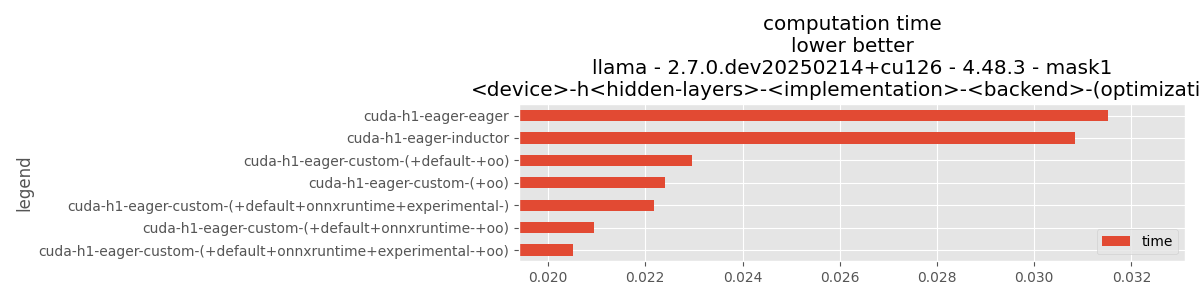 computation time
lower better
llama - 2.7.0.dev20250214+cu126 - 4.48.3 - mask1
<device>-h<hidden-layers>-<implementation>-<backend>-(optimizati
legend
cuda-h1-eager-eager
cuda-h1-eager-inductor
cuda-h1-eager-custom-(+default-+oo)
cuda-h1-eager-custom-(+oo)
cuda-h1-eager-custom-(+default+onnxruntime+experimental-)
cuda-h1-eager-custom-(+default+onnxruntime-+oo)
cuda-h1-eager-custom-(+default+onnxruntime+experimental-+oo)
time
0.020 0.022 0.024 0.026 0.028 0.030 0.032